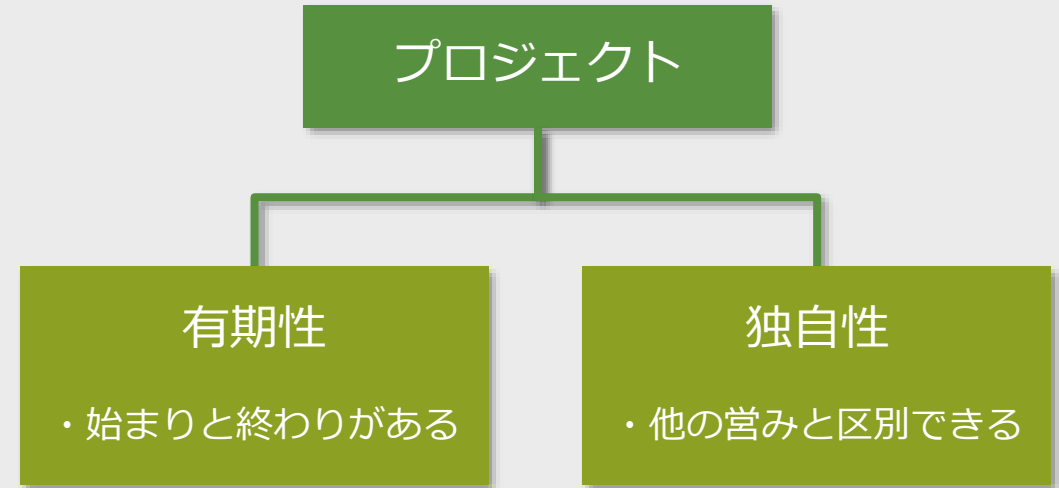 プロジェクト
有期性
・始まりと終わりがある
独自性
・他の営みと区別できる